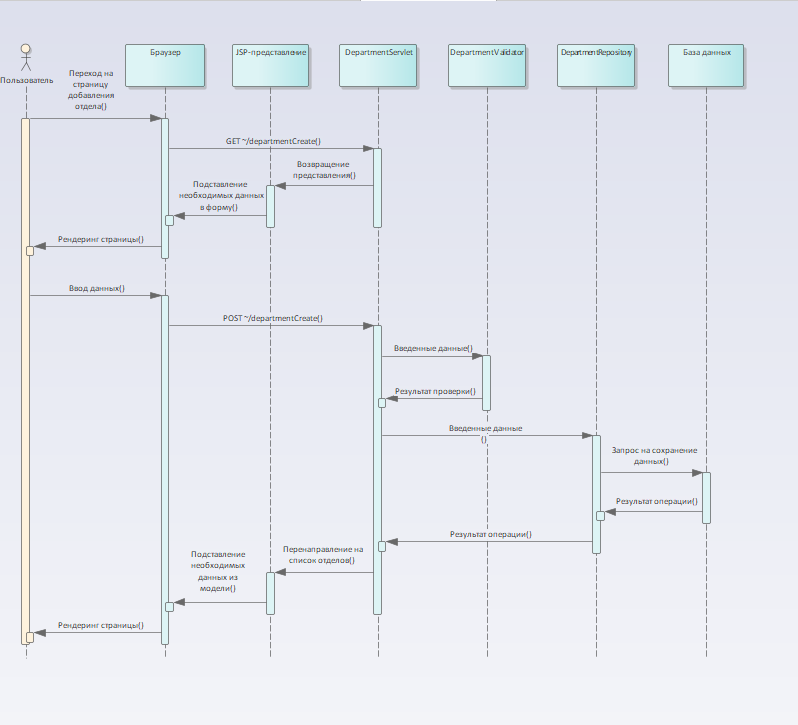 Браузер
JSP-представление
DepartmentServlet
DepartmentValidator
DepartmentRepository
База данных
Пользователь
Переход на
страницу
добавления
отдела()
GET ~/departmentCreate()
Возвращение
представления()
Подставление
необходимых данных
в форму()
Рендеринг страницы()
Ввод данных()
POST ~/departmentCreate()
Введенные данные()
Результат проверки()
Введенные данные
()
Запрос на сохранение
данных()
Результат операции()
Результат операции()
Перенаправление на
список отделов()
Подставление
необходимых
данных из
модели()
Рендеринг страницы()